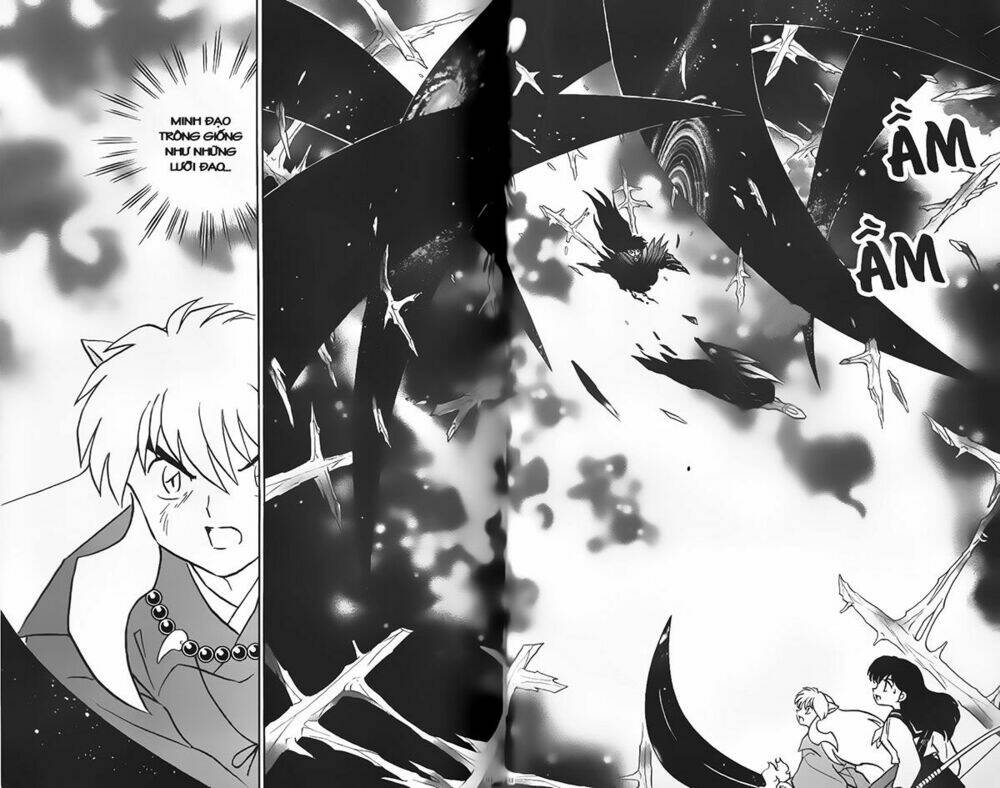 MINH ĐẠO
TRÔNG GIỐNG
NHƯ NHỮNG
LƯỠI ĐAO...
ẦM
ẦM